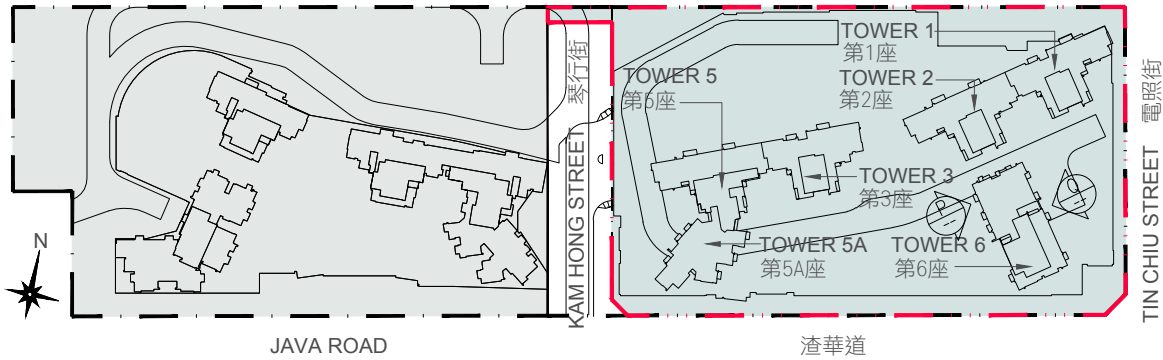 TOWER 1
第1座
TOWER 2
第2座
TOWER 5
第5座
TOWER 3
第3座
TOWER 5A
第5A座
TOWER 6
第6座
D
D
N
KAM HONG STREET 琴行街
TIN CHIU STREET 電照街
JAVA ROAD
渣華道